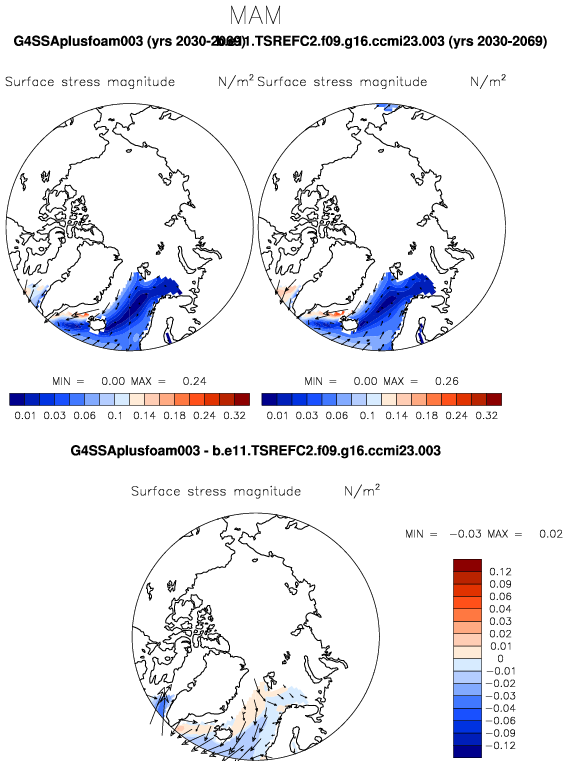 MAM
G4SSAplusfoam003 (yrs 2030-2069) b.e11.TSREFC2.f09.g16.ccmi23.003 (yrs 2030-2069)
Surface stress magnitude N/m² Surface stress magnitude N/m²
MIN = 0.00 MAX = 0.24 MIN = 0.00 MAX = 0.26
0.01 0.03 0.06 0.1 0.14 0.18 0.24 0.32 0.01 0.03 0.06 0.1 0.14 0.18 0.24 0.32
G4SSAplusfoam003 - b.e11.TSREFC2.f09.g16.ccmi23.003
Surface stress magnitude N/m²
MIN = -0.03 MAX = 0.02
0.12
0.09
0.06
0.04
0.03
0.02
0.01
0
-0.01
-0.02
-0.03
-0.04
-0.06
-0.09
-0.12